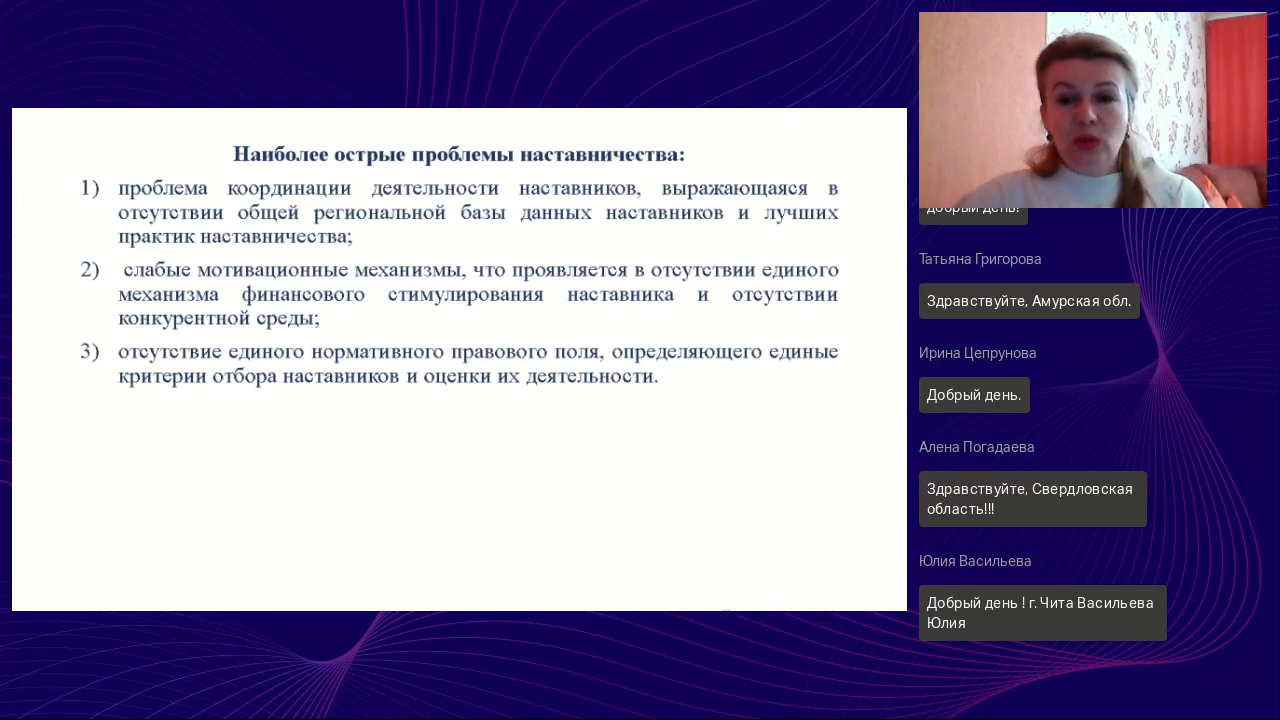 Наиболее острые проблемы наставничества:
1) проблема координации деятельности наставников, выражающаяся в
отсутствии общей региональной базы данных наставников и лучших
практик наставничества;
2) слабые мотивационные механизмы, что проявляется в отсутствии единого
механизма финансового стимулирования наставника и отсутствии
конкурентной среды;
3) отсутствие единого нормативного правового поля, определяющего единые
критерии отбора наставников и оценки их деятельности.
добрый день!
Татьяна Григорова
Здравствуйте, Амурская обл.
Ирина Цепрунова
Добрый день.
Алена Погадаева
Здравствуйте, Свердловская
область!!!
Юлия Васильева
Добрый день ! г. Чита Васильева
Юлия